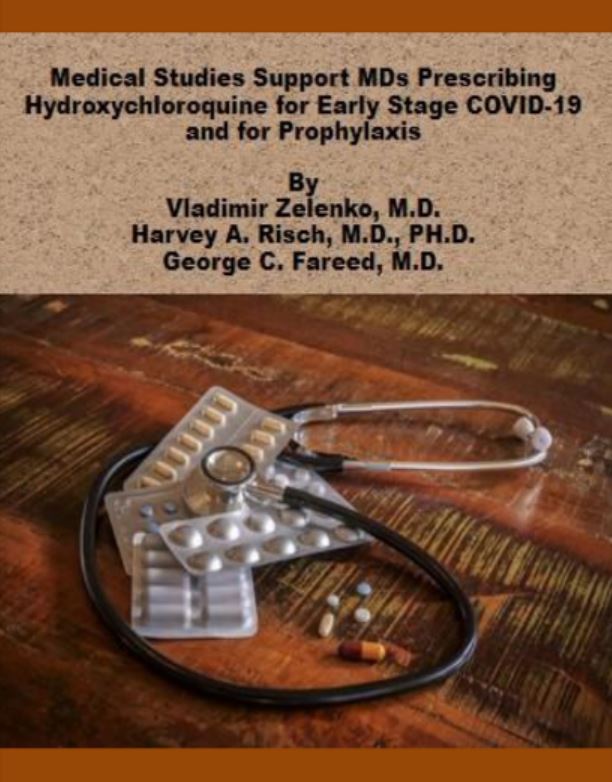 Medical Studies Support MDs Prescribing
Hydroxychloroquine for Early Stage COVID-19
and for Prophylaxis
By
Vladimir Zelenko, M.D.
Harvey A. Risch, M.D., PH.D.
George C. Fareed, M.D.